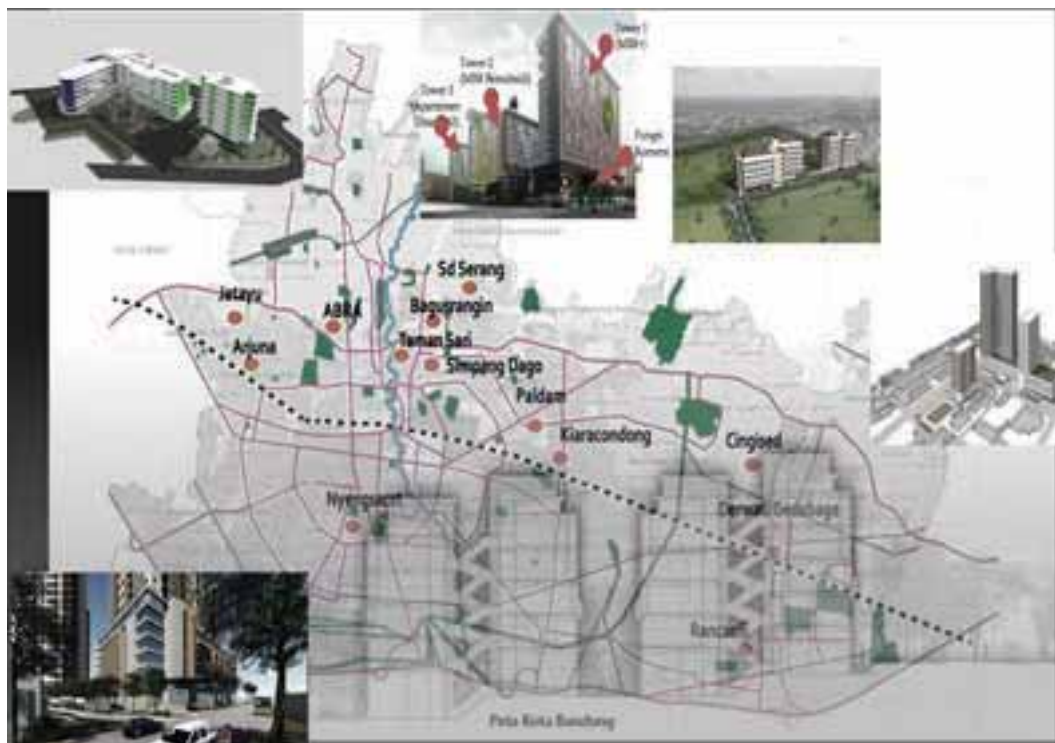 Tower 1
Tower 2
Tower 3
Fungsi
Sd Serang
Jatayu
ABRA
Bagusrangin
Taman Sari
Arjuna
Simpang Dago
Paldam
Kiaracondong
Cingised
Nyengseret
Derwati Gedebage
Peta Kota Bandung